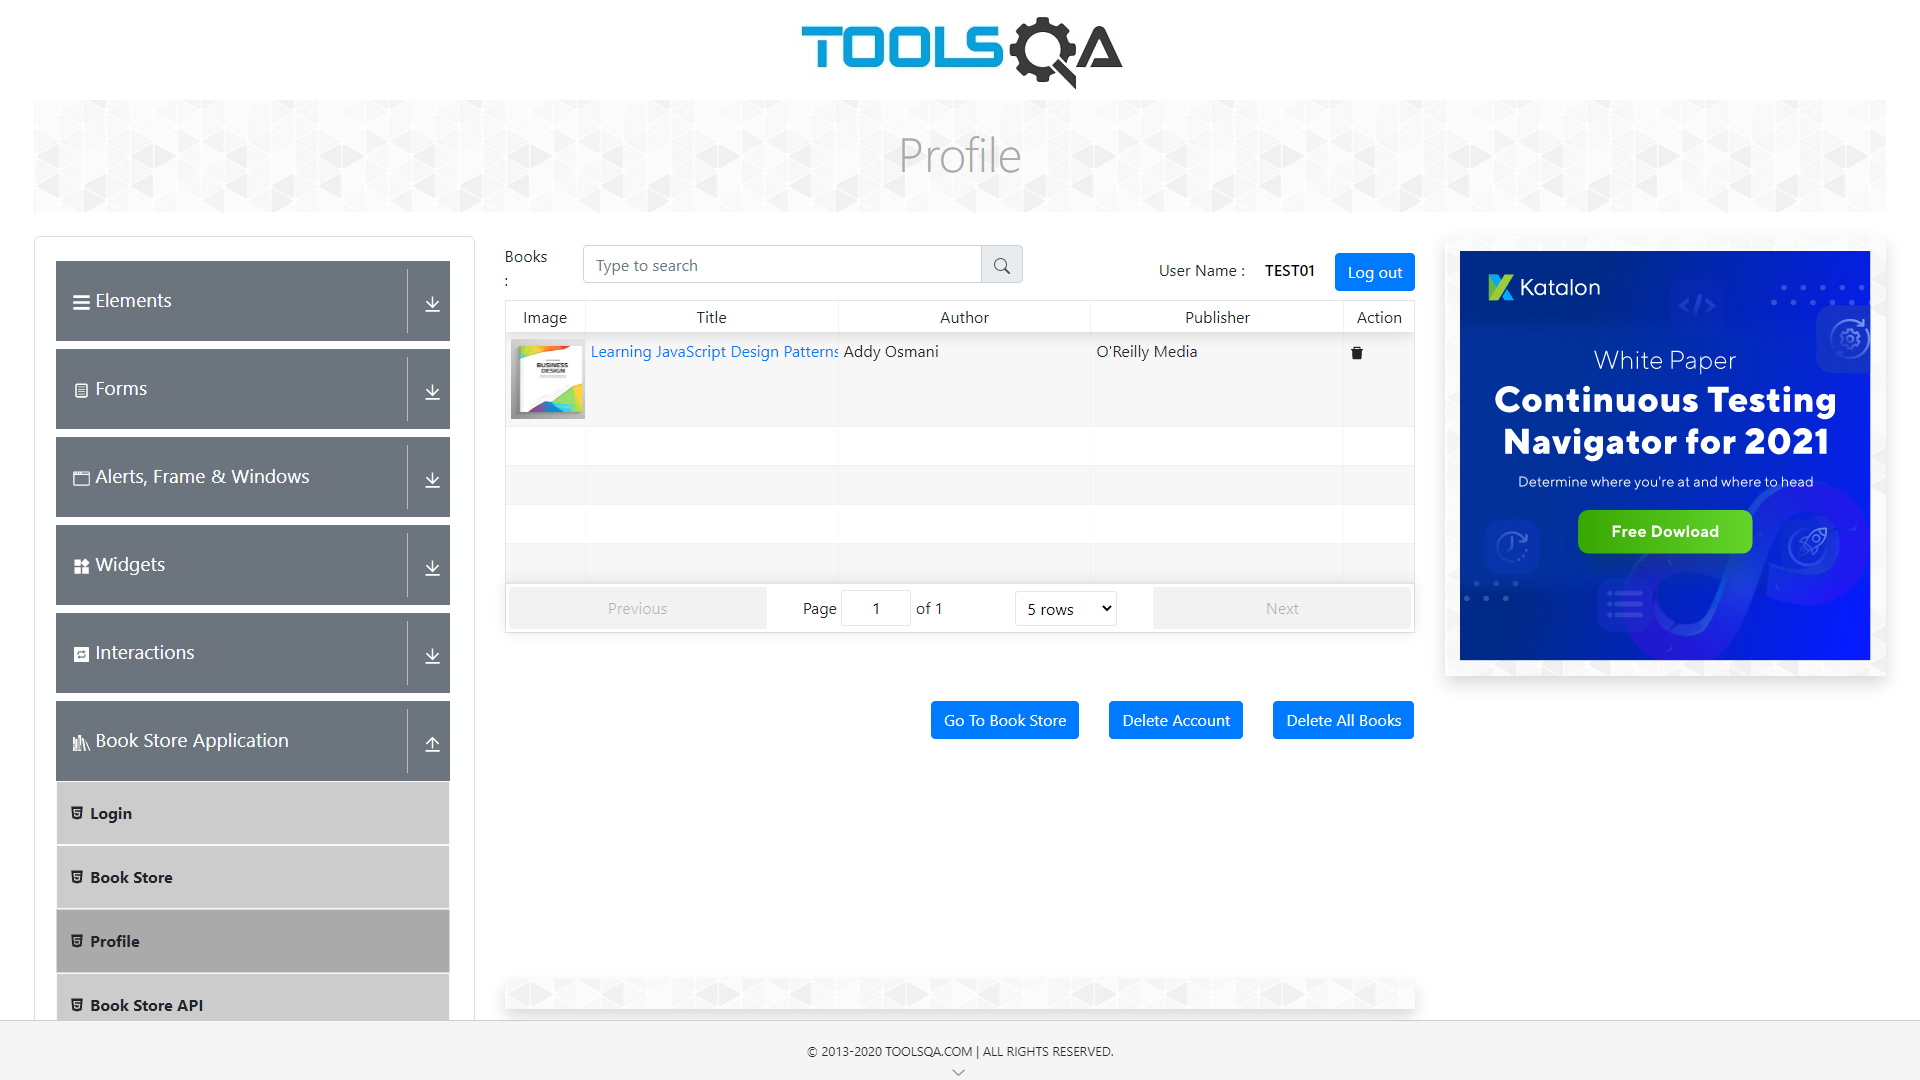 TOOLSQA
Profile
Elements
Forms
Alerts, Frame & Windows
Widgets
Interactions
Book Store Application
Login
Book Store
Profile
Book Store API
Books
:
Type to search
User Name : TEST01 Log out
Image Title Author Publisher Action
BUSINESS
DESIGN
Learning JavaScript Design Patterns Addy Osmani O'Reilly Media
Previous Page 1 of 1 5 rows Next
Go To Book Store Delete Account Delete All Books
Katalon
White Paper
Continuous Testing
Navigator for 2021
Determine where you're at and where to head
Free Dowload
© 2013-2020 TOOLSQA.COM | ALL RIGHTS RESERVED.